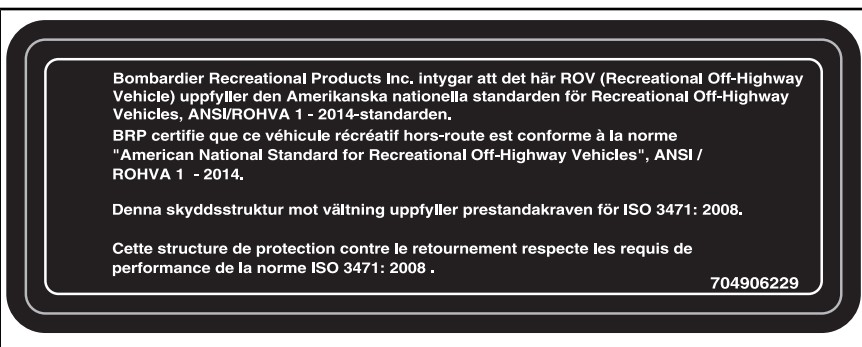 Bombardier Recreational Products Inc. intygar att det här ROV (Recreational Off-Highway
Vehicle) uppfyller den Amerikanska nationella standarden för Recreational Off-Highway
Vehicles, ANSI/ROHVA 1 - 2014-standarden.
BRP certifie que ce véhicule récréatif hors-route est conforme à la norme
"American National Standard for Recreational Off-Highway Vehicles", ANSI /
ROHVA 1 - 2014.
Denna skyddsstruktur mot vältning uppfyller prestandakraven för ISO 3471: 2008.
Cette structure de protection contre le retournement respecte les requis de
performance de la norme ISO 3471: 2008 .
704906229